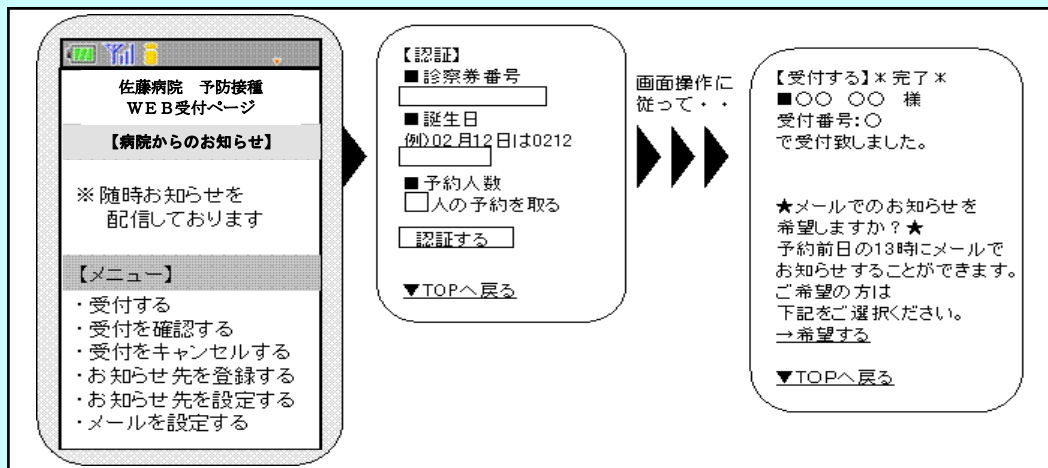 佐藤病院 予防接種
WEB受付ページ
【病院からのお知らせ】
※随時お知らせを
配信しております
【メニュー】
・受付する
・受付を確認する
・受付をキャンセルする
・お知らせ先を登録する
・お知らせ先を設定する
・メールを設定する
【認証】
■診察券番号
■誕生日
例)02月12日は0212
■予約人数
人の予約を取る
認証する
▼TOPへ戻る
画面操作に
従って・・
【受付する】*完了*
■○○ ○○ 様
受付番号:○
で受付致しました。
★メールでのお知らせを
希望しますか?★
予約前日の13時にメールで
お知らせすることができます。
ご希望の方は
下記をご選択ください。
→希望する
▼TOPへ戻る